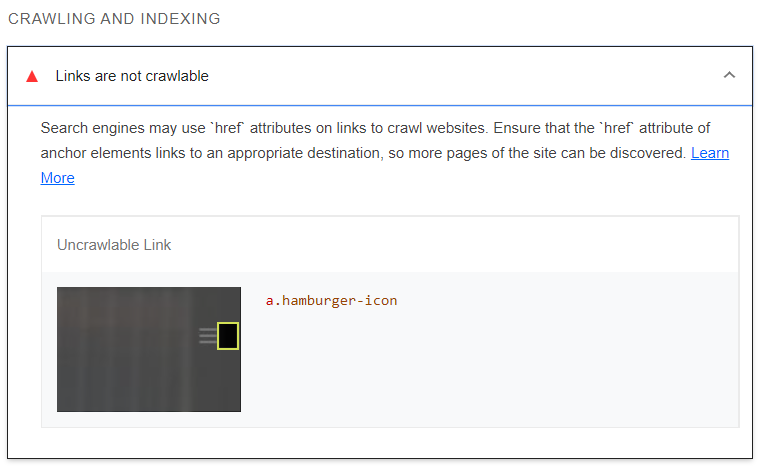 CRAWLING AND INDEXING
Links are not crawlable
Search engines may use `href` attributes on links to crawl websites. Ensure that the `href` attribute of
anchor elements links to an appropriate destination, so more pages of the site can be discovered. Learn
More
Uncrawlable Link
a.hamburger-icon